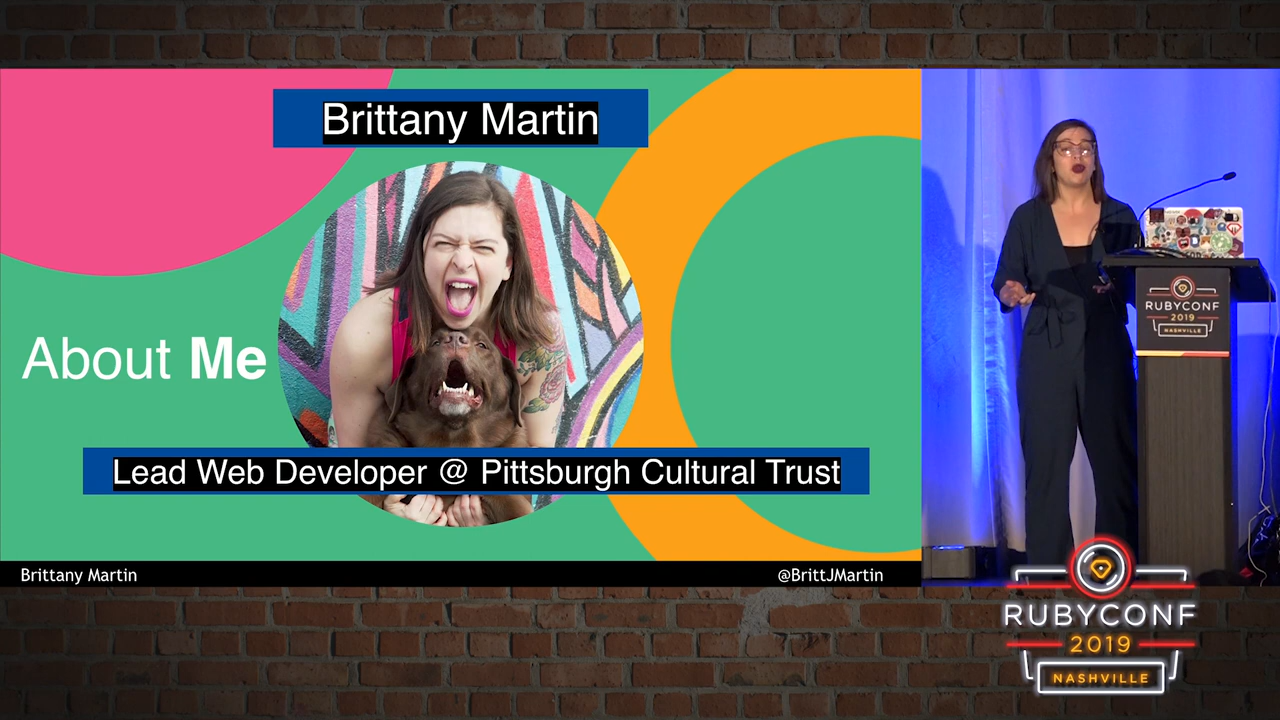 Brittany Martin
About Me
Lead Web Developer @ Pittsburgh Cultural Trust
Brittany Martin
@BrittJMartin
RUBYCONF
2019
NASHVILLE
RUBYCONF
2019
NASHVILLE